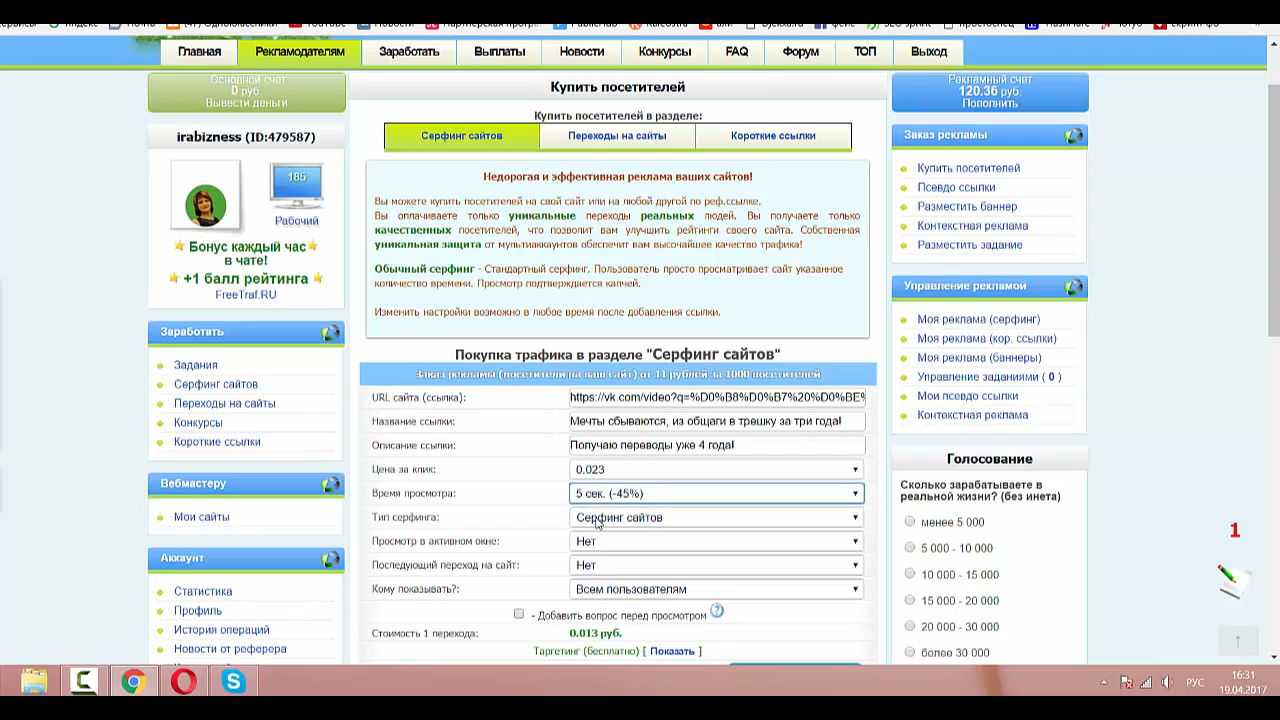 Главная
Рекламодателям
Заработать
Выплаты
Новости
Конкурсы
FAQ
Форум
ТОП
Выход
Основной счет
0 руб.
Вывести деньги
irabizness (ID:479587)
185
Рабочий
Бонус каждый час
в чате!
+1 балл рейтинга
FreeTraf.RU
Заработать
Задания
Серфинг сайтов
Переходы на сайты
Конкурсы
Короткие ссылки
Вебмастеру
Мои сайты
Аккаунт
Статистика
Профиль
История операций
Новости от реферера
Купить посетителей
Купить посетителей в разделе:
Серфинг сайтов
Переходы на сайты
Короткие ссылки
Недорогая и эффективная реклама ваших сайтов!
Вы можете купить посетителей на свой сайт или на любой другой по реф.ссылке.
Вы оплачиваете только уникальные переходы реальных людей. Вы получаете только
качественных посетителей, что позволит вам улучшить рейтинги своего сайта. Собственная
уникальная защита от мультиаккаунтов обеспечит вам высочайшее качество трафика!
Обычный серфинг - Стандартный серфинг. Пользователь просто просматривает сайт указанное
количество времени. Просмотр подтверждается капчей.
Изменить настройки возможно в любое время после добавления ссылки.
Покупка трафика в разделе "Серфинг сайтов"
Заказ рекламы (посетители на ваш сайт) от 11 рублей за 1000 посетителей
URL сайта (ссылка): https://vk.com/video?q=%D0%B8%D0%B7%20%D0%BE%
Название ссылки: Мечты сбываются, из общаги в трешку за три года!
Описание ссылки: Получаю переводы уже 4 года!
Цена за клик: 0.023
Время просмотра: 5 сек. (-45%)
Тип серфинга: Серфинг сайтов
Просмотр в активном окне: Нет
Последующий переход на сайт: Нет
Кому показывать?: Всем пользователям
- Добавить вопрос перед просмотром ?
Стоимость 1 перехода: 0.013 руб.
Таргетинг (бесплатно) [ Показать ]
Рекламный счет
120.36 руб.
Пополнить
Заказ рекламы
Купить посетителей
Псевдо ссылки
Разместить баннер
Контекстная реклама
Разместить задание
Управление рекламой
Моя реклама (серфинг)
Моя реклама (кор. ссылки)
Моя реклама (баннеры)
Управление заданиями ( 0 )
Мои псевдо ссылки
Контекстная реклама
Голосование
Сколько зарабатываете в
реальной жизни? (без инета)
менее 5 000
5 000 - 10 000
10 000 - 15 000
15 000 - 20 000
20 000 - 30 000
более 30 000
1
РУС
16:31
19.04.2017